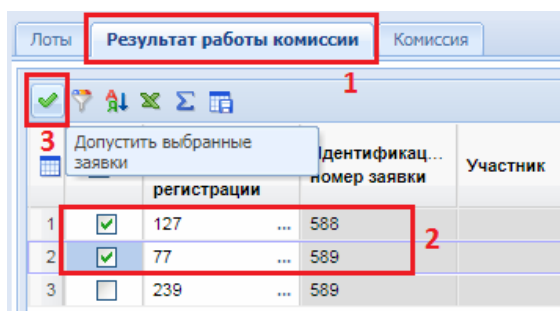 Лоты Результат работы комиссии Комиссия
1
3
Допустить выбранные
заявки
регистрации
Идентификац...
номер заявки
Участник
1 127 ... 588
2
2 77 ... 589
3 239 ... 589